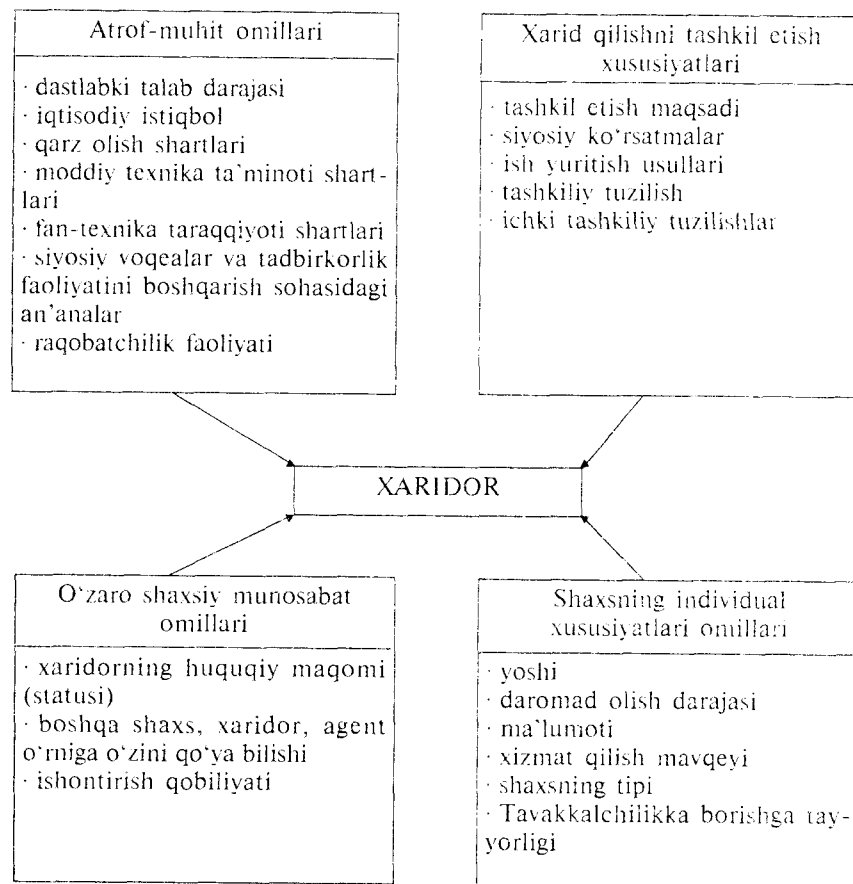 Atrof-muhit omillari
· dastlabki talab darajasi
· iqtisodiy istiqbol
· qarz olish shartlari
· moddiy texnika ta`minoti shart-
lari
· fan-texnika taraqqiyoti shartlari
· siyosiy voqealar va tadbirkorlik
faoliyatini boshqarish sohasidagi
an’analar
· raqobatchilik faoliyati
Xarid qilishni tashkil etish
xususiyatlari
· tashkil etish maqsadi
· siyosiy ko‘rsatmalar
· ish yuritish usullari
· tashkiliy tuzilish
· ichki tashkiliy tuzilishlar
XARIDOR
O‘zaro shaxsiy munosabat
omillari
· xaridorning huquqiy maqomi
(statusi)
· boshqa shaxs, xaridor, agent
o‘rniga o‘zini qo‘ya bilishi
· ishontirish qobiliyati
Shaxsning individual
xususiyatlari omillari
· yoshi
· daromad olish darajasi
· ma`lumoti
· xizmat qilish mavqeyi
· shaxsning tipi
· Tavakkalchilikka borishga tay-
yorligi